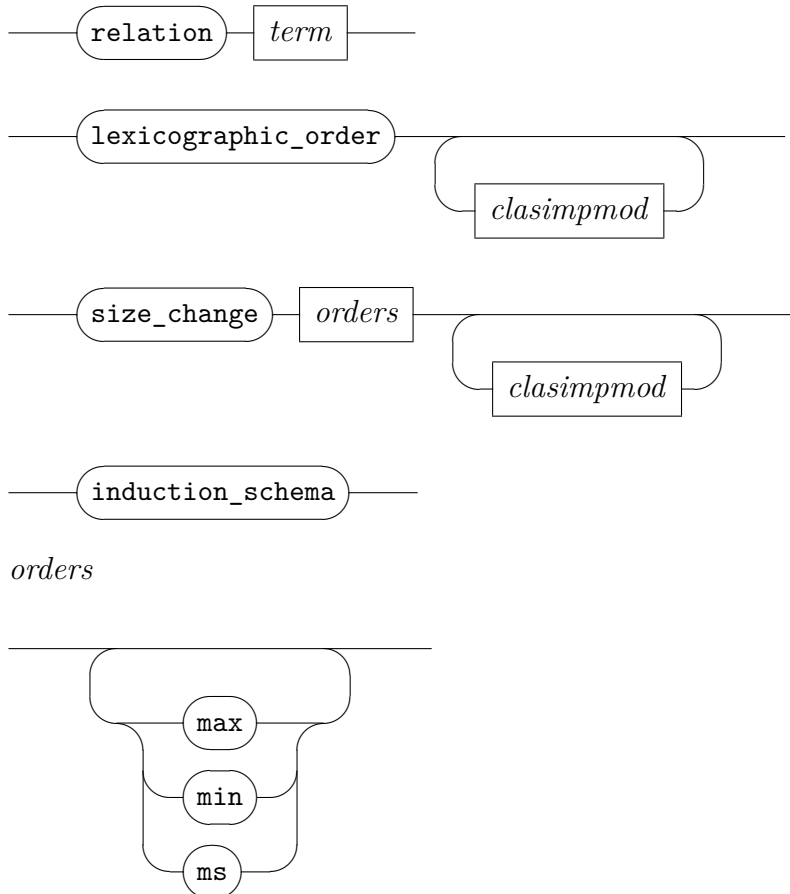 relation term
lexicographic_order
clasimpmod
size_change orders
clasimpmod
induction_schema
orders
max
min
ms